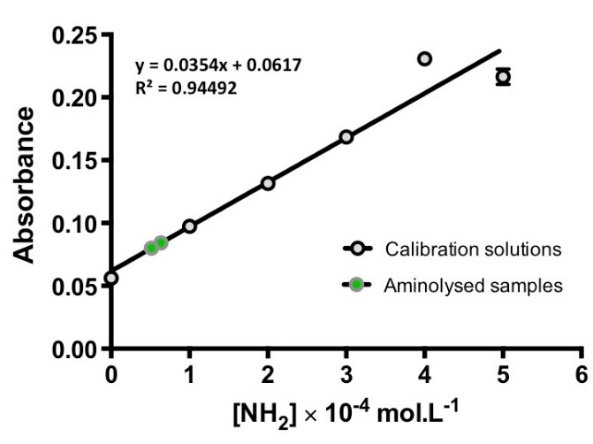 0.25
0.20
0.15
0.10
0.05
0.00
Absorbance
y = 0.0354x + 0.0617
R² = 0.94492
Calibration solutions
Aminolysed samples
0 1 2 3 4 5 6
[NH₂] × 10⁻⁴ mol.L⁻¹